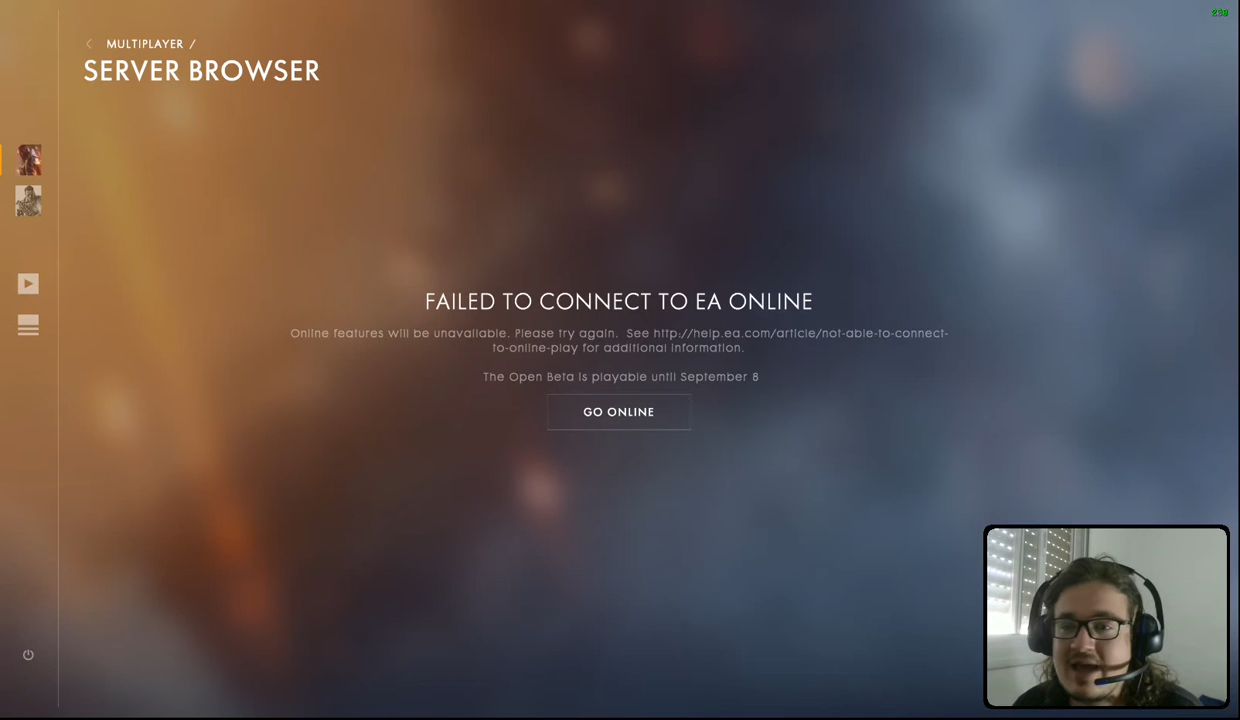 MULTIPLAYER /
SERVER BROWSER
FAILED TO CONNECT TO EA ONLINE
Online features will be unavailable. Please try again. See http://help.ea.com/article/not-able-to-connect-
to-online-play for additional information.
The Open Beta is playable until September 8
GO ONLINE